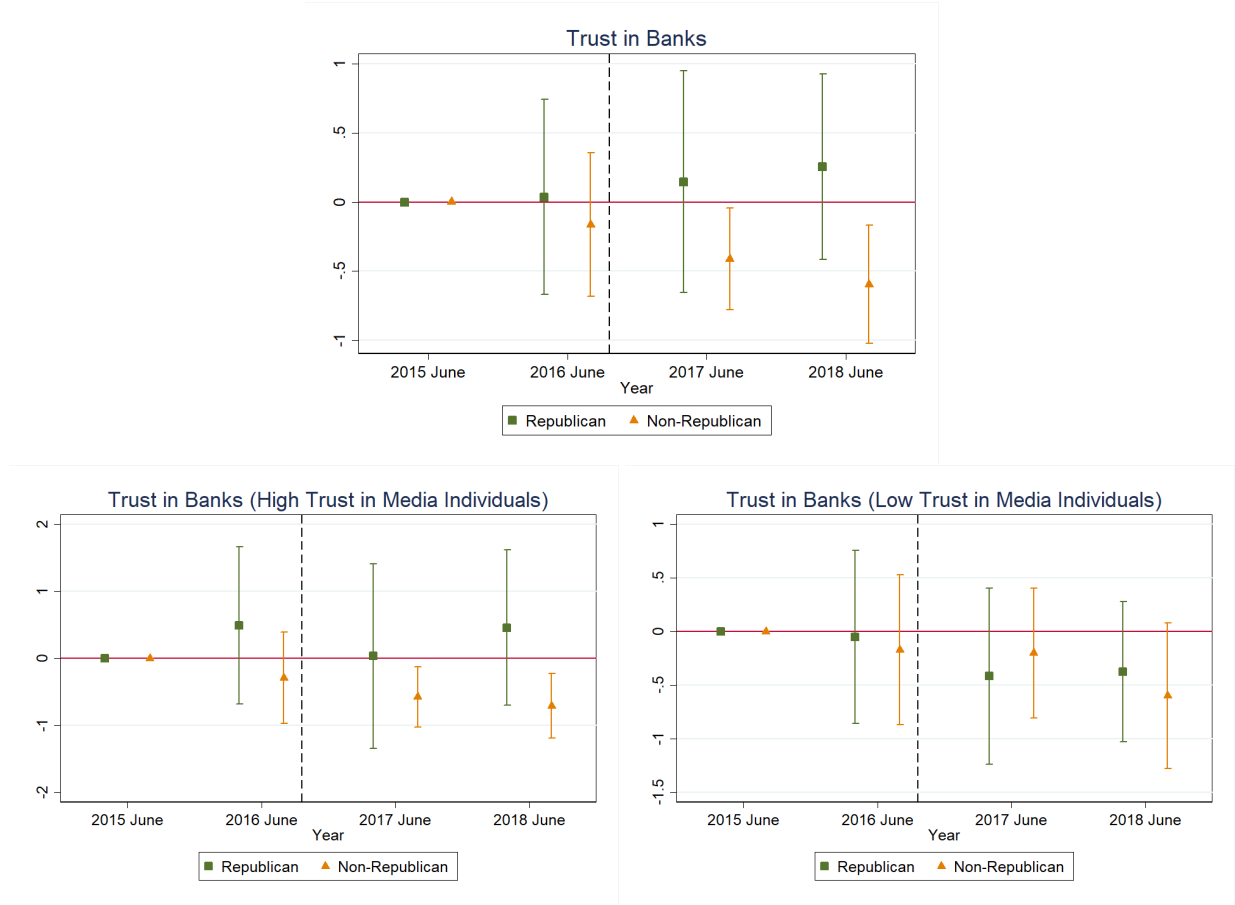 Trust in Banks
1
.5
0
-.5
-1
2015 June 2016 June 2017 June 2018 June
Year
Republican Non-Republican
Trust in Banks (High Trust in Media Individuals)
2
1
0
-1
-2
2015 June 2016 June 2017 June 2018 June
Year
Republican Non-Republican
Trust in Banks (Low Trust in Media Individuals)
1
.5
0
-.5
-1
-1.5
2015 June 2016 June 2017 June 2018 June
Year
Republican Non-Republican